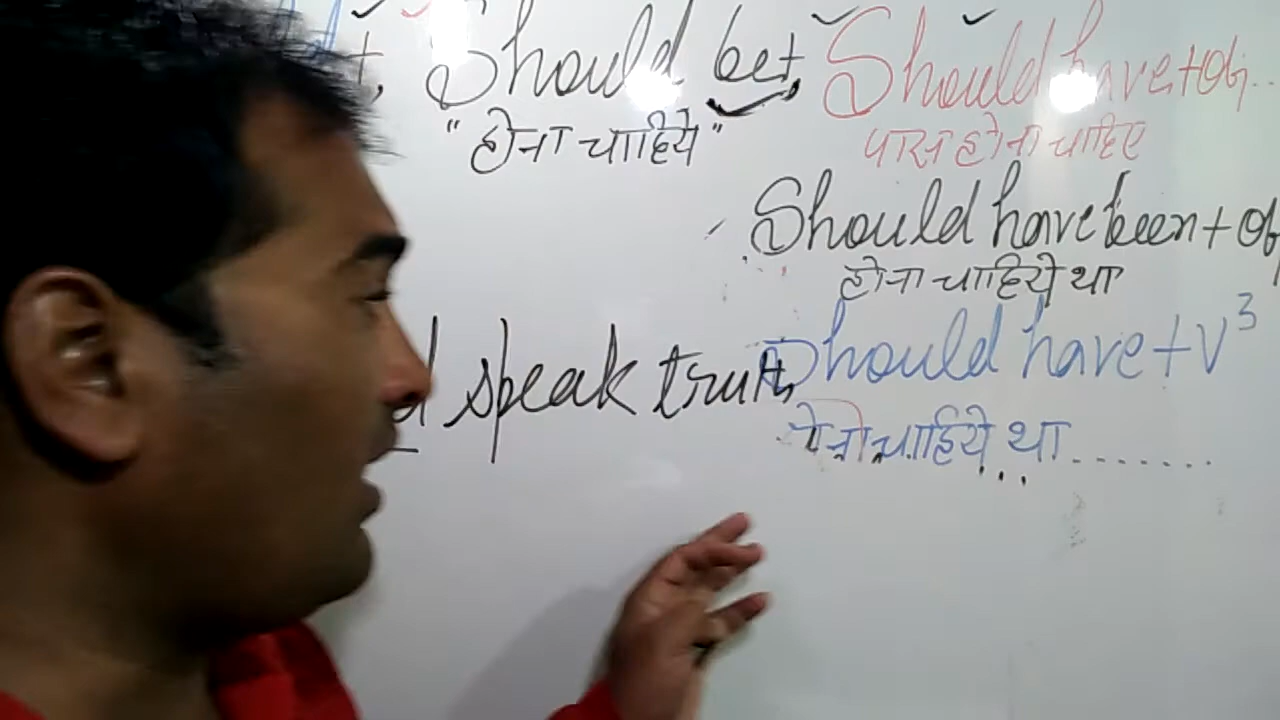 Should be+, Should have+Obj..
"होना चाहिये" पास होना चाहिए
Should have been + Obj
होना चाहिये था
d speak truth Should have+V3
चाहिये था........